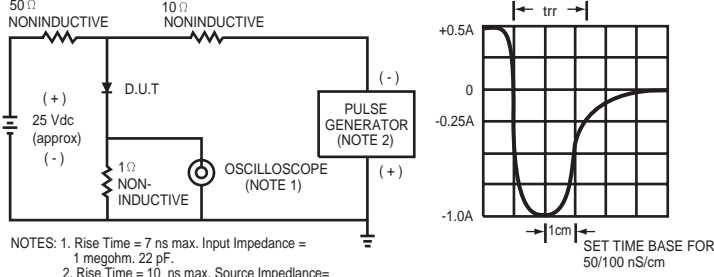 50 Ω
NONINDUCTIVE
10 Ω
NONINDUCTIVE
( + )
25 Vdc
(approx)
( - )
D.U.T
1 Ω
NON-
INDUCTIVE
OSCILLOSCOPE
(NOTE 1)
( - )
PULSE
GENERATOR
(NOTE 2)
( + )
NOTES: 1. Rise Time = 7 ns max. Input Impedance =
1 megohm. 22 pF.
2. Rise Time = 10 ns max. Source Impedlance=
trr
+0.5A
0
-0.25A
-1.0A
1cm
SET TIME BASE FOR
50/100 nS/cm